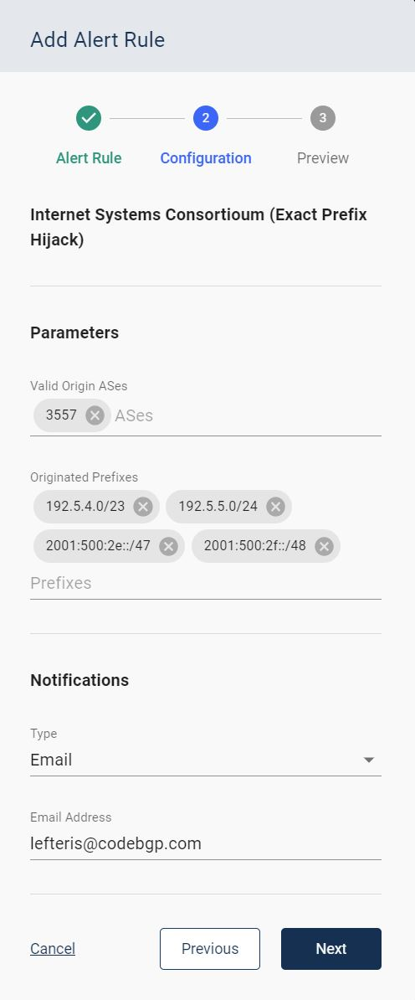 Add Alert Rule
2 3
Alert Rule Configuration Preview
Internet Systems Consortioum (Exact Prefix
Hijack)
Parameters
Valid Origin ASes
3557 ASes
Originated Prefixes
192.5.4.0/23 192.5.5.0/24
2001:500:2e::/47 2001:500:2f::/48
Prefixes
Notifications
Type
Email
Email Address
lefteris@codebgp.com
Cancel Previous Next